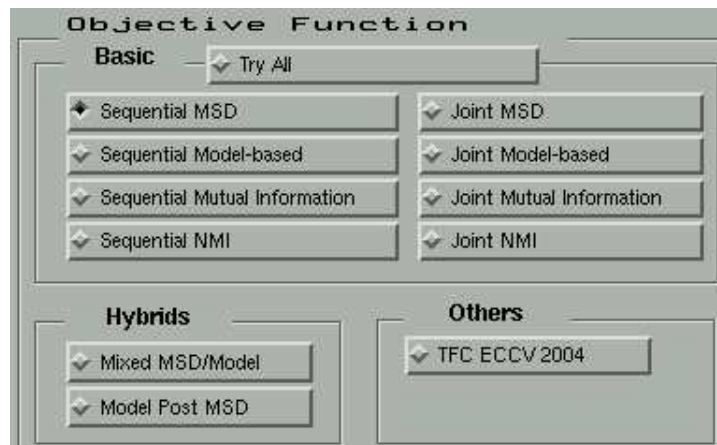 Objective Function
Basic
Try All
Sequential MSD
Joint MSD
Sequential Model-based
Joint Model-based
Sequential Mutual Information
Joint Mutual Information
Sequential NMI
Joint NMI
Hybrids
Mixed MSD/Model
Model Post MSD
Others
TFC ECCV 2004